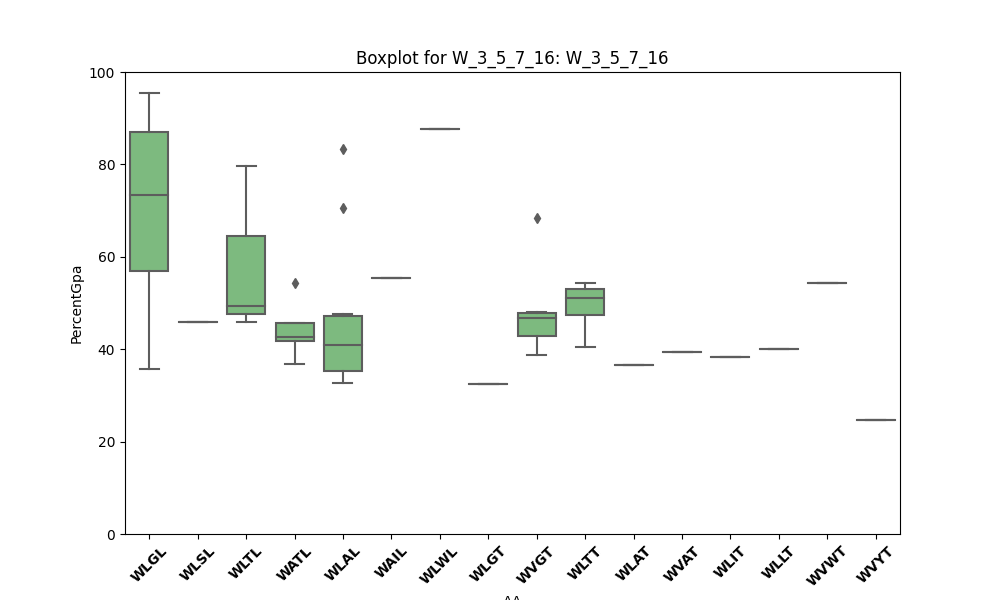 Boxplot for W_3_5_7_16: W_3_5_7_16
100
80
60
40
20
0
PercentGpa
WLGL WLSL WLTL WATL WLAL WAIL WLWL WLGT WVGT WLTT WLAT WVAT WLIT WLLT WVWT WVYT
AA